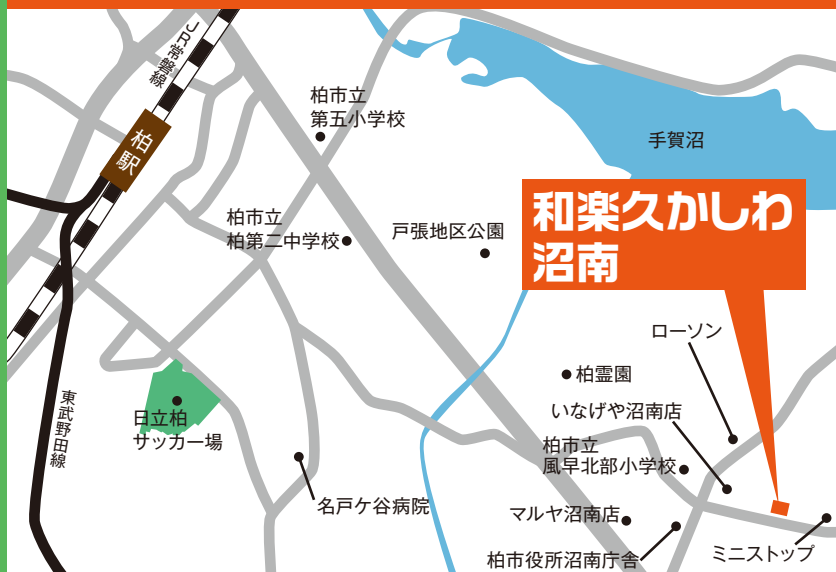 JR常磐線
柏駅
柏市立
第五小学校
手賀沼
和楽久かしわ
沼南
柏市立
柏第二中学校
戸張地区公園
ローソン
柏霊園
いなげや沼南店
東武野田線
日立柏
サッカー場
柏市立
風早北部小学校
名戸ケ谷病院
マルヤ沼南店
柏市役所沼南庁舎
ミニストップ